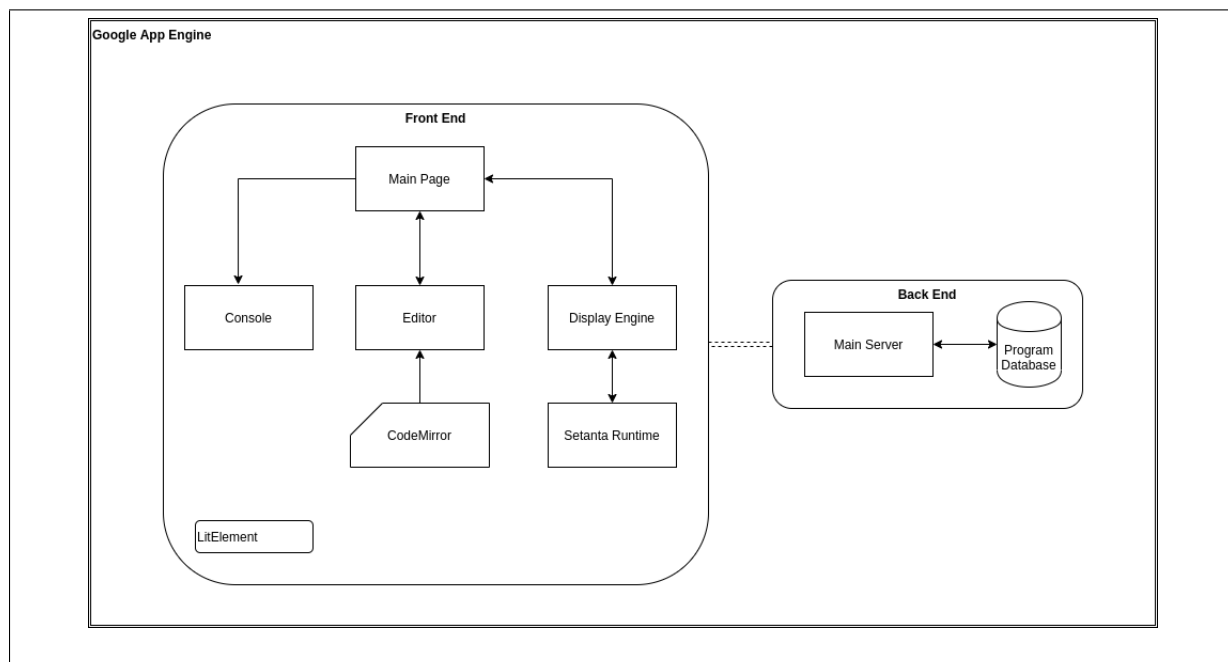 Google App Engine
Front End
Main Page
Console
Editor
Display Engine
CodeMirror
Setanta Runtime
LitElement
Back End
Main Server
Program
Database